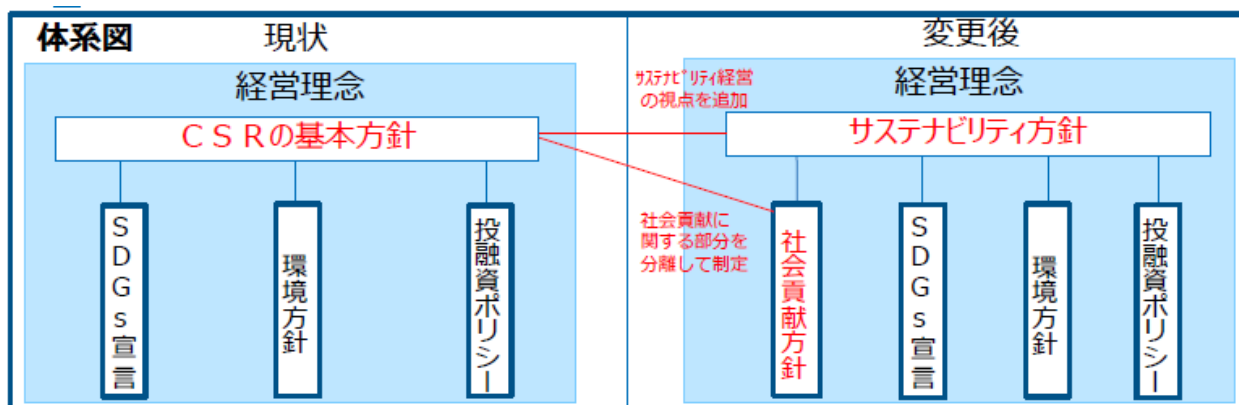 体系図
現状
経営理念
ＣＳＲの基本方針
SDGs宣言
環境方針
投融資ポリシー
ｻｽﾃﾅﾋﾞﾘﾃｨ経営
の視点を追加
社会貢献に
関する部分を
分離して制定
変更後
経営理念
サステナビリティ方針
社会貢献方針
SDGs宣言
環境方針
投融資ポリシー